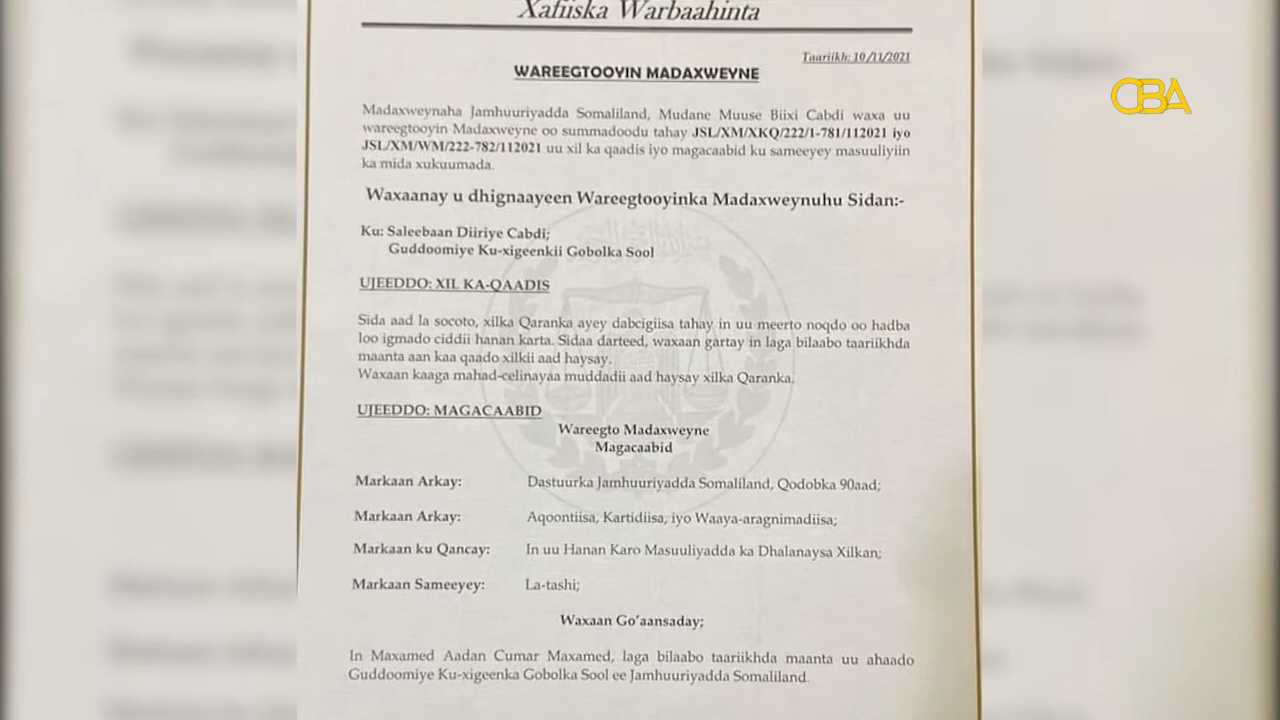 Xafiiska Warbaahinta
Taariikh: 10/11/2021
WAREEGTOOYIN MADAXWEYNE
CBA
Madaxweynaha Jamhuuriyadda Somaliland, Mudane Muuse Biixi Cabdi waxa uu
wareegtooyin Madaxweyne oo summadoodu tahay JSL/XM/XKQ/222/1-781/112021 iyo
JSL/XM/WM/222-782/112021 uu xil ka qaadis iyo magacaabid ku sameeyey masuuliyiin
ka mida xukuumada.
Waxaanay u dhignaayeen Wareegtooyinka Madaxweynuhu Sidan:-
Ku: Saleebaan Diiriye Cabdi;
Guddoomiye Ku-xigeenkii Gobolka Sool
UJEEDDO: XIL KA-QAADIS
Sida aad la socoto, xilka Qaranka ayey dabcigiisa tahay in uu meerto noqdo oo hadba
loo igmado ciddii hanan karta. Sidaa darteed, waxaan gartay in laga bilaabo taariikhda
maanta aan kaa qaado xilkii aad haysay.
Waxaan kaaga mahad-celinayaa muddadii aad haysay xilka Qaranka.
UJEEDDO: MAGACAABID
Wareegto Madaxweyne
Magacaabid
Markaan Arkay: Dastuurka Jamhuuriyadda Somaliland, Qodobka 90aad;
Markaan Arkay: Aqoontiisa, Kartidiisa, iyo Waaya-aragnimadiisa;
Markaan ku Qancay: In uu Hanan Karo Masuuliyadda ka Dhalanaysa Xilkan;
Markaan Sameeyey: La-tashi;
Waxaan Go'aansaday;
In Maxamed Aadan Cumar Maxamed, laga bilaabo taariikhda maanta uu ahaado
Guddoomiye Ku-xigeenka Gobolka Sool ee Jamhuuriyadda Somaliland.